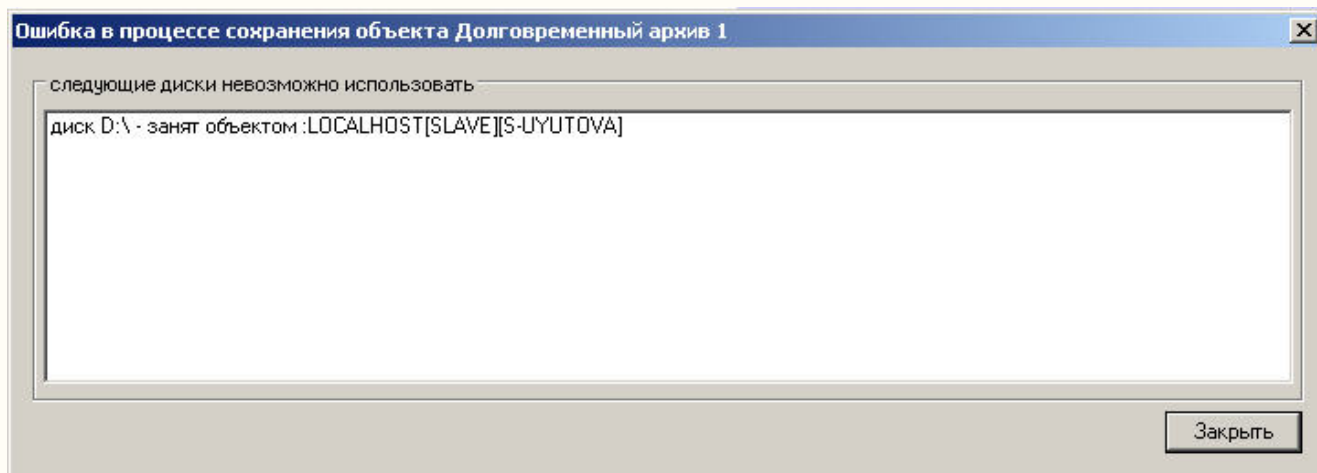 Ошибка в процессе сохранения объекта Долговременный архив 1
следующие диски невозможно использовать
диск D:\ - занят объектом :LOCALHOST[SLAVE][S-UYUTOVA]
Закрыть